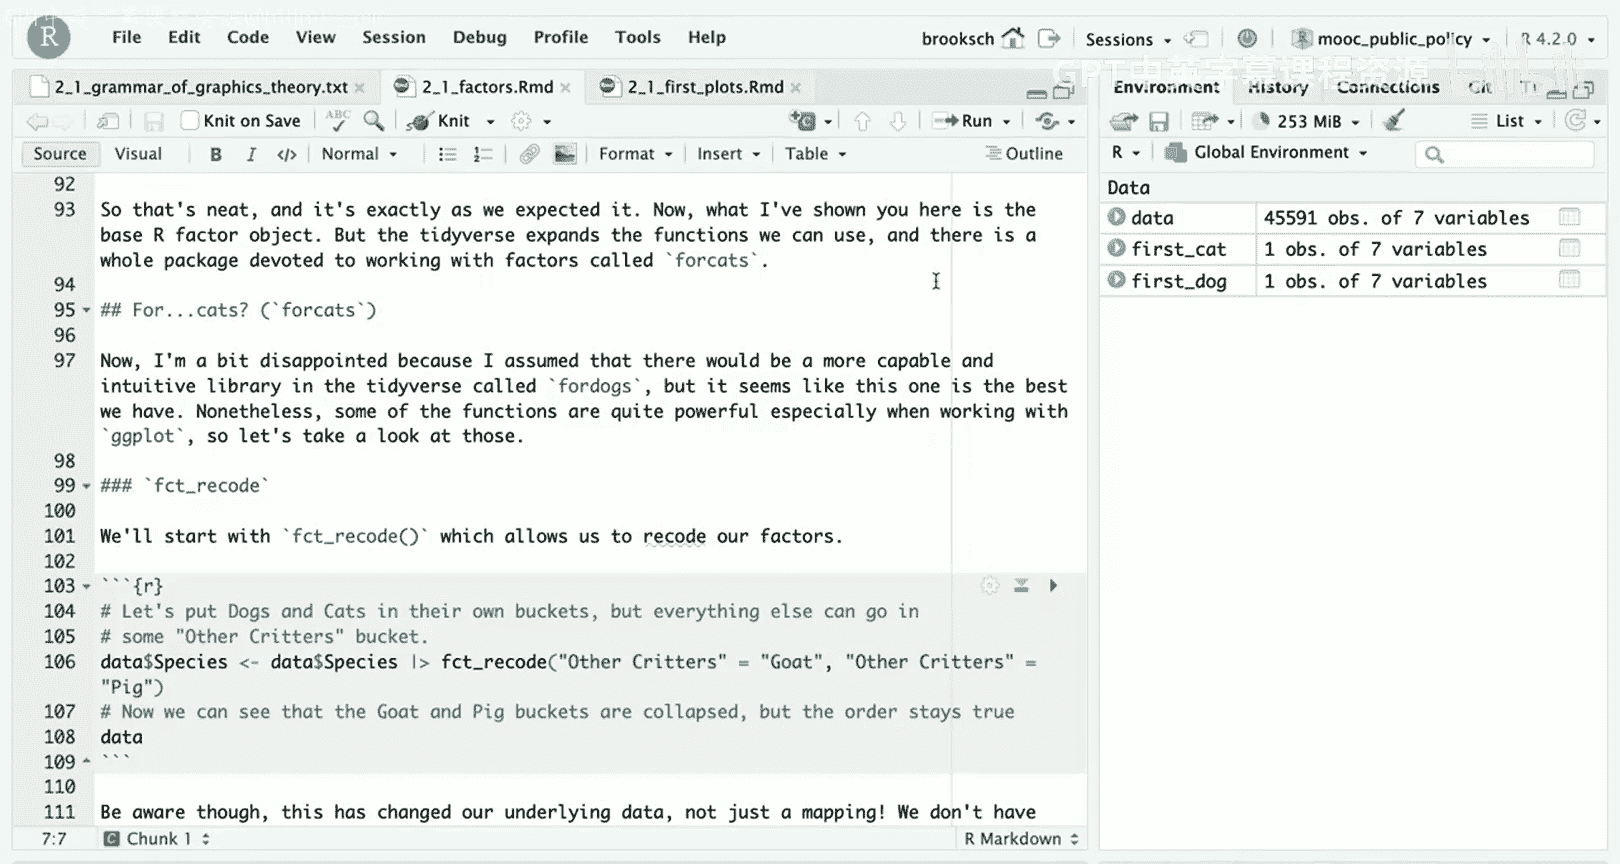 R File Edit Code View Session Debug Profile Tools Help brooksch Sessions mooc_public_policy R 4.2.0
GPT中英字幕课程资源
2_1_grammar_of_graphics_theory.txt 2_1_factors.Rmd 2_1_first_plots.Rmd Environment History Connections Git
Knit on Save ABC Knit Run 253 MiB List
Source Visual B I </> Normal Format Insert Table Outline R Global Environment
Data
data 45591 obs. of 7 variables
first_cat 1 obs. of 7 variables
first_dog 1 obs. of 7 variables
92
93 So that's neat, and it's exactly as we expected it. Now, what I've shown you here is the
base R factor object. But the tidyverse expands the functions we can use, and there is a
whole package devoted to working with factors called `forcats`.
94
95 ## For...cats? (`forcats`)
96
97 Now, I'm a bit disappointed because I assumed that there would be a more capable and
intuitive library in the tidyverse called `fordogs`, but it seems like this one is the best
we have. Nonetheless, some of the functions are quite powerful especially when working with
`ggplot`, so let's take a look at those.
98
99 ### `fct_recode`
100
101 We'll start with `fct_recode()` which allows us to recode our factors.
102
103 ```{r}
104 # Let's put Dogs and Cats in their own buckets, but everything else can go in
105 # some "Other Critters" bucket.
106 data$Species <- data$Species |> fct_recode("Other Critters" = "Goat", "Other Critters" =
"Pig")
107 # Now we can see that the Goat and Pig buckets are collapsed, but the order stays true
108 data
109 ```
110
111 Be aware though, this has changed our underlying data, not just a mapping! We don't have
7:7 C Chunk 1 R Markdown